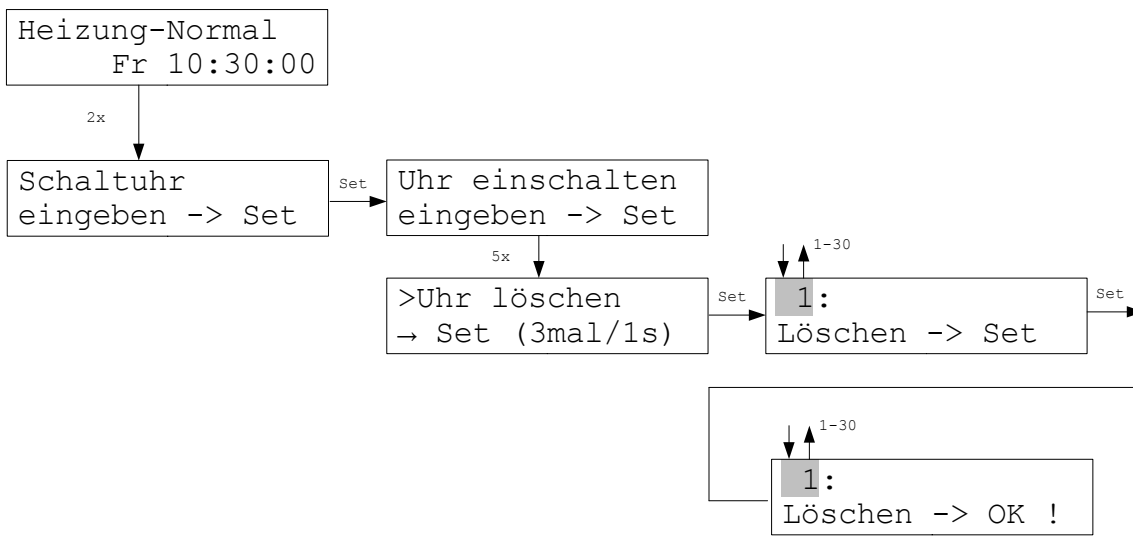 Heizung-Normal
Fr 10:30:00
2x
Schaltuhr
eingeben -> Set
Set
Uhr einschalten
eingeben -> Set
5x
>Uhr löschen
→ Set (3mal/1s)
Set
1-30
1:
Löschen -> Set
Set
1-30
1:
Löschen -> OK !